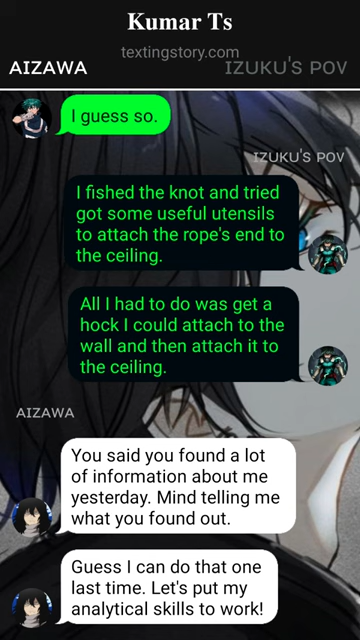 Kumar Ts
textingstory.com
AIZAWA IZUKU'S POV
I guess so.
IZUKU'S POV
I fished the knot and tried
got some useful utensils
to attach the rope's end to
the ceiling.
All I had to do was get a
hock I could attach to the
wall and then attach it to
the ceiling.
AIZAWA
You said you found a lot
of information about me
yesterday. Mind telling me
what you found out.
Guess I can do that one
last time. Let's put my
analytical skills to work!